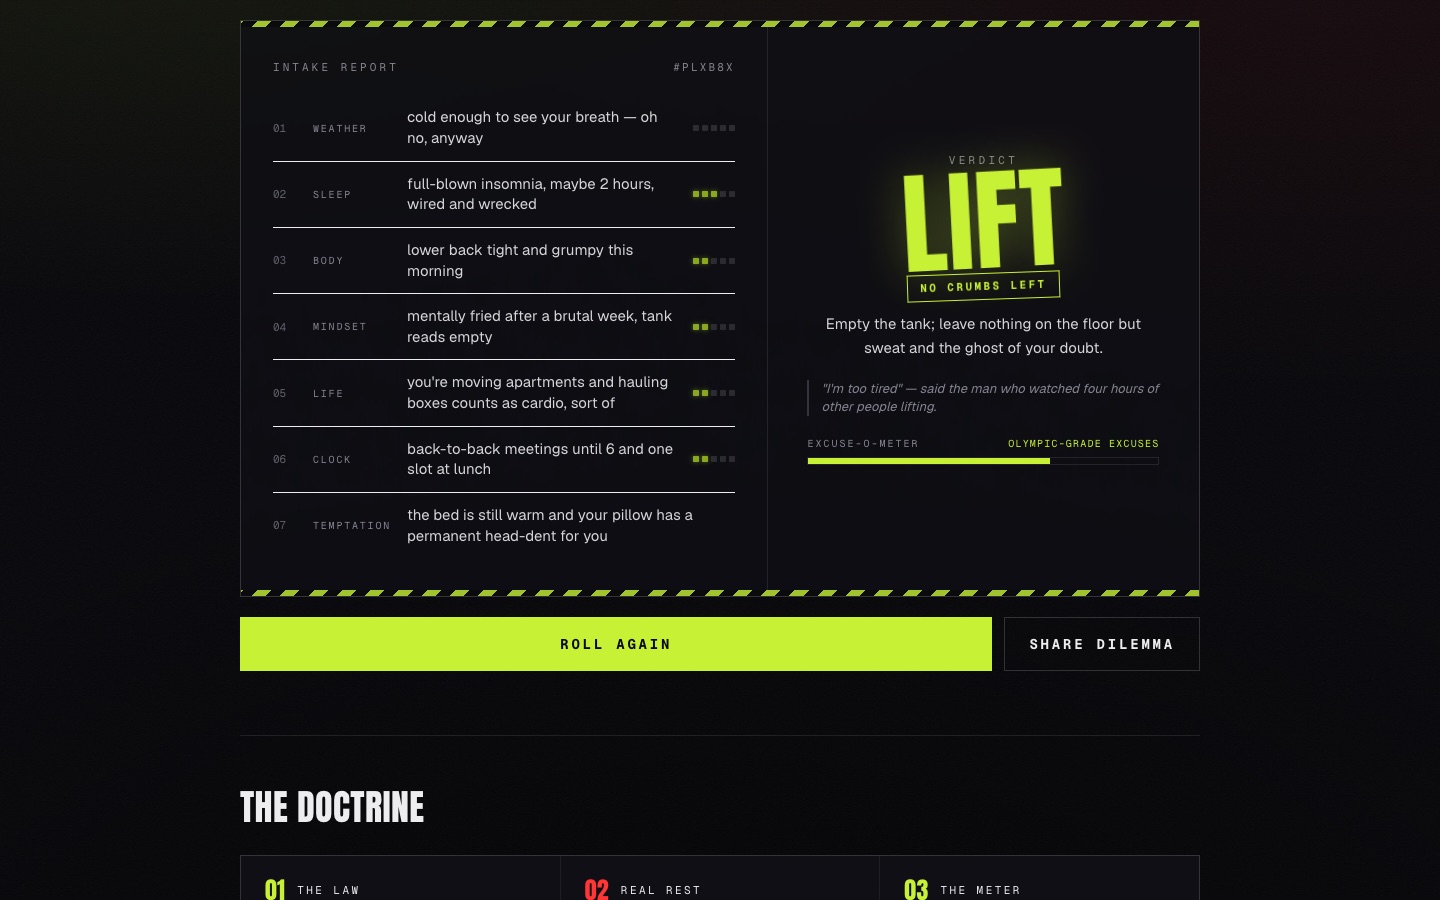 INTAKE REPORT
#PLXB8X
01 WEATHER cold enough to see your breath — oh
no, anyway
02 SLEEP full-blown insomnia, maybe 2 hours,
wired and wrecked
03 BODY lower back tight and grumpy this
morning
04 MINDSET mentally fried after a brutal week, tank
reads empty
05 LIFE you're moving apartments and hauling
boxes counts as cardio, sort of
06 CLOCK back-to-back meetings until 6 and one
slot at lunch
07 TEMPTATION the bed is still warm and your pillow has a
permanent head-dent for you
VERDICT
LIFT
NO CRUMBS LEFT
Empty the tank; leave nothing on the floor but
sweat and the ghost of your doubt.
"I'm too tired" — said the man who watched four hours of
other people lifting.
EXCUSE-O-METER
OLYMPIC-GRADE EXCUSES
ROLL AGAIN
SHARE DILEMMA
THE DOCTRINE
01 THE LAW
02 REAL REST
03 THE METER